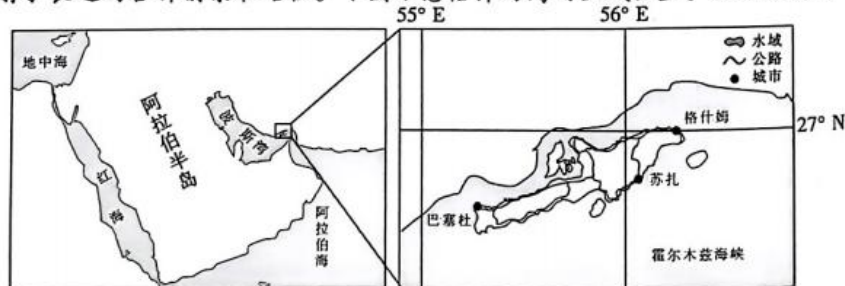 55° E
56° E
水域
公路
城市
地中海
阿拉伯半岛
波斯湾
红海
阿拉伯海
格什姆
27° N
苏扎
巴塞杜
霍尔木兹海峡